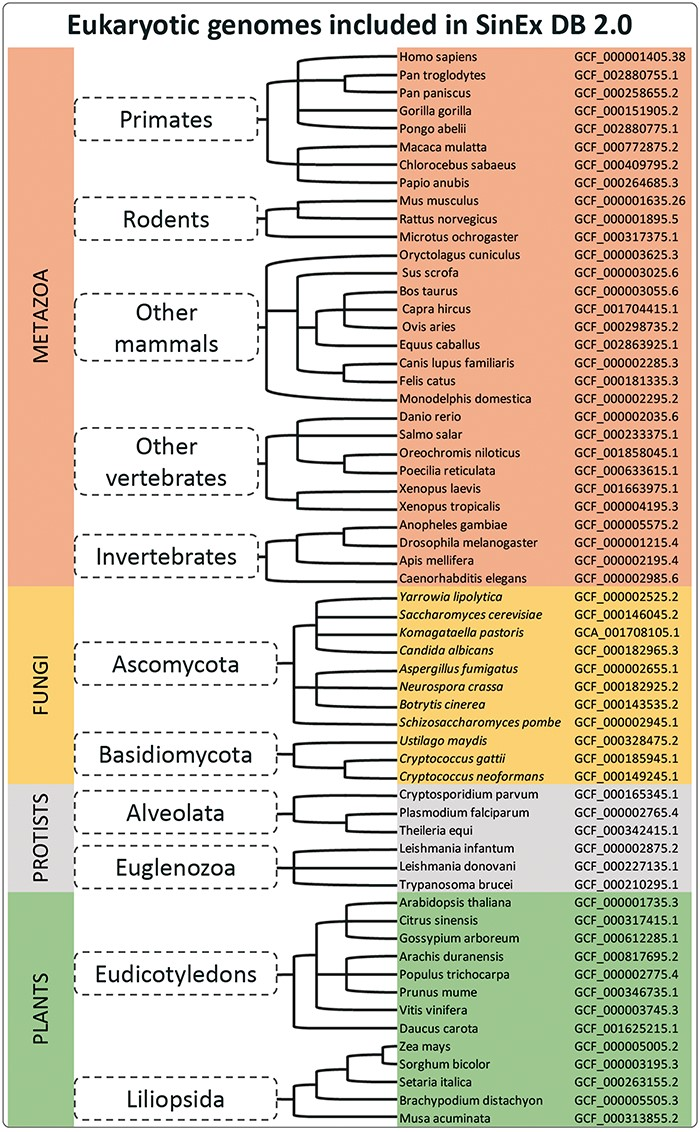 Eukaryotic genomes included in SinEx DB 2.0
METAZOA
Primates
Homo sapiens GCF_000001405.38
Pan troglodytes GCF_002880755.1
Pan paniscus GCF_000258655.2
Gorilla gorilla GCF_000151905.2
Pongo abelii GCF_002880775.1
Macaca mulatta GCF_000772875.2
Chlorocebus sabaeus GCF_000409795.2
Papio anubis GCF_000264685.3
Rodents
Mus musculus GCF_000001635.26
Rattus norvegicus GCF_000001895.5
Microtus ochrogaster GCF_000317375.1
Other
mammals
Oryctolagus cuniculus GCF_000003625.3
Sus scrofa GCF_000003025.6
Bos taurus GCF_000003055.6
Capra hircus GCF_001704415.1
Ovis aries GCF_000298735.2
Equus caballus GCF_002863925.1
Canis lupus familiaris GCF_000002285.3
Felis catus GCF_000181335.3
Monodelphis domestica GCF_000002295.2
Other
vertebrates
Danio rerio GCF_000002035.6
Salmo salar GCF_000233375.1
Oreochromis niloticus GCF_001858045.1
Poecilia reticulata GCF_000633615.1
Xenopus laevis GCF_001663975.1
Xenopus tropicalis GCF_000004195.3
Invertebrates
Anopheles gambiae GCF_000005575.2
Drosophila melanogaster GCF_000001215.4
Apis mellifera GCF_000002195.4
Caenorhabditis elegans GCF_000002985.6
FUNGI
Ascomycota
Yarrowia lipolytica GCF_000002525.2
Saccharomyces cerevisiae GCF_000146045.2
Komagataella pastoris GCA_001708105.1
Candida albicans GCF_000182965.3
Aspergillus fumigatus GCF_000002655.1
Neurospora crassa GCF_000182925.2
Botrytis cinerea GCF_000143535.2
Schizosaccharomyces pombe GCF_000002945.1
Basidiomycota
Ustilago maydis GCF_000328475.2
Cryptococcus gattii GCF_000185945.1
Cryptococcus neoformans GCF_000149245.1
PROTISTS
Alveolata
Cryptosporidium parvum GCF_000165345.1
Plasmodium falciparum GCF_000002765.4
Theileria equi GCF_000342415.1
Euglenozoa
Leishmania infantum GCF_000002875.2
Leishmania donovani GCF_000227135.1
Trypanosoma brucei GCF_000210295.1
PLANTS
Eudicotyledons
Arabidopsis thaliana GCF_000001735.3
Citrus sinensis GCF_000317415.1
Gossypium arboreum GCF_000612285.1
Arachis duranensis GCF_000817695.2
Populus trichocarpa GCF_000002775.4
Prunus mume GCF_000346735.1
Vitis vinifera GCF_000003745.3
Daucus carota GCF_001625215.1
Liliopsida
Zea mays GCF_000005005.2
Sorghum bicolor GCF_000003195.3
Setaria italica GCF_000263155.2
Brachypodium distachyon GCF_000005505.3
Musa acuminata GCF_000313855.2